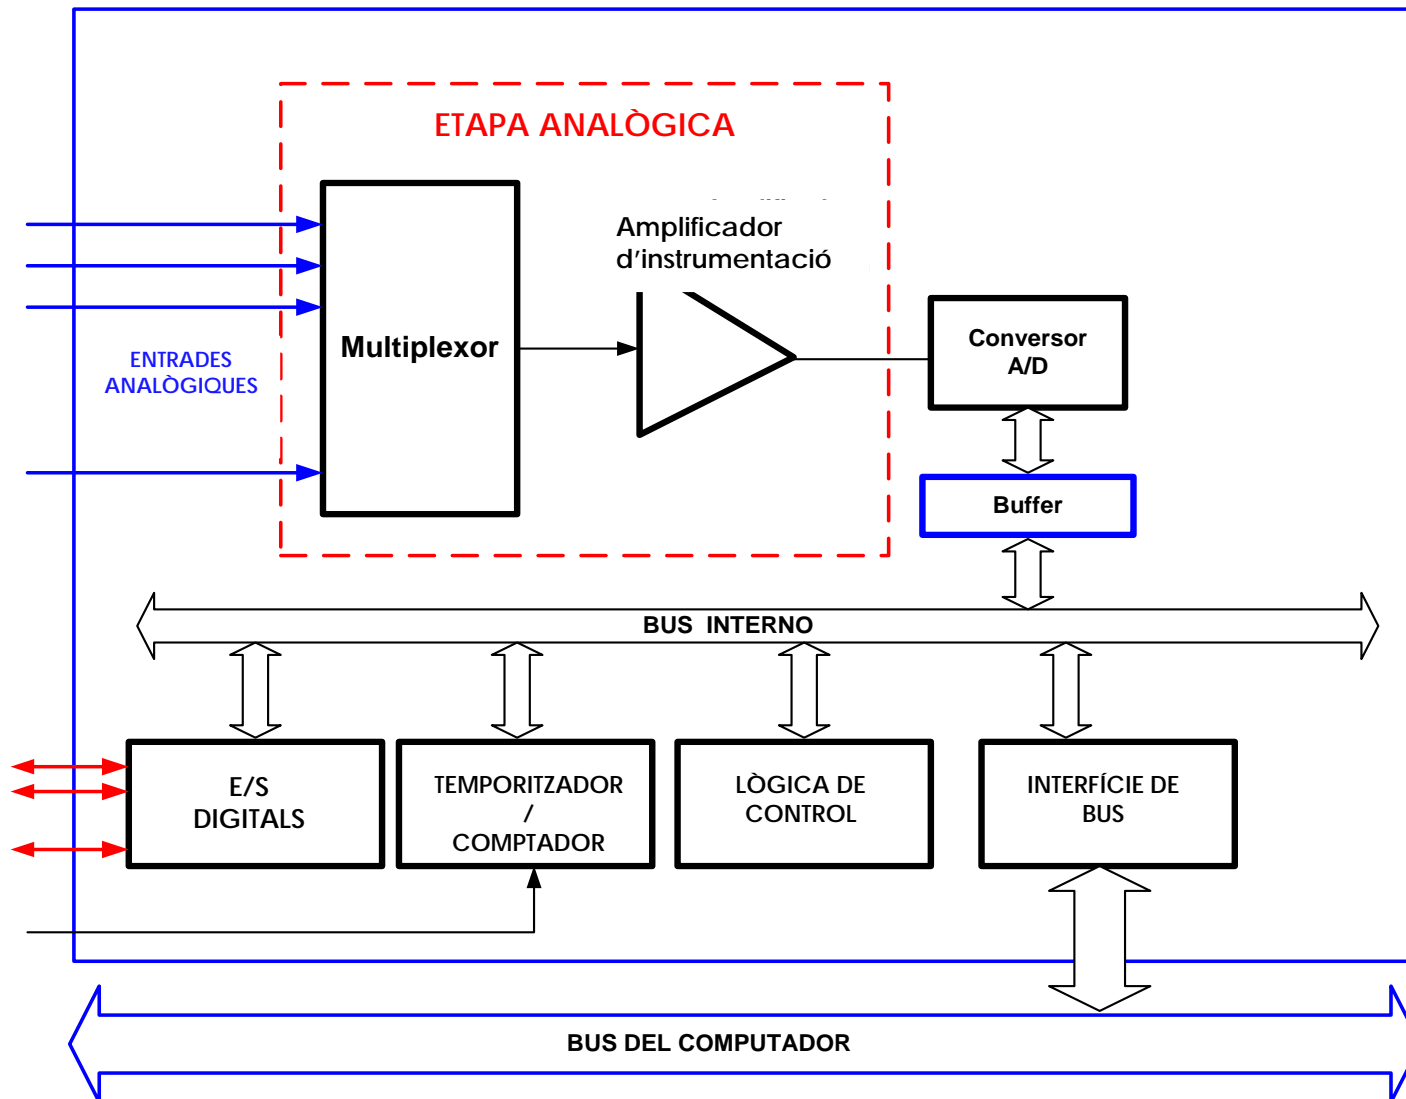 ETAPA ANALÒGICA
Amplificador
d'instrumentació
Multiplexor
Conversor
A/D
ENTRADES
ANALÒGIQUES
Buffer
BUS INTERNO
E/S
DIGITALS
TEMPORITZADOR
/
COMPTADOR
LÒGICA DE
CONTROL
INTERFÍCIE DE
BUS
BUS DEL COMPUTADOR